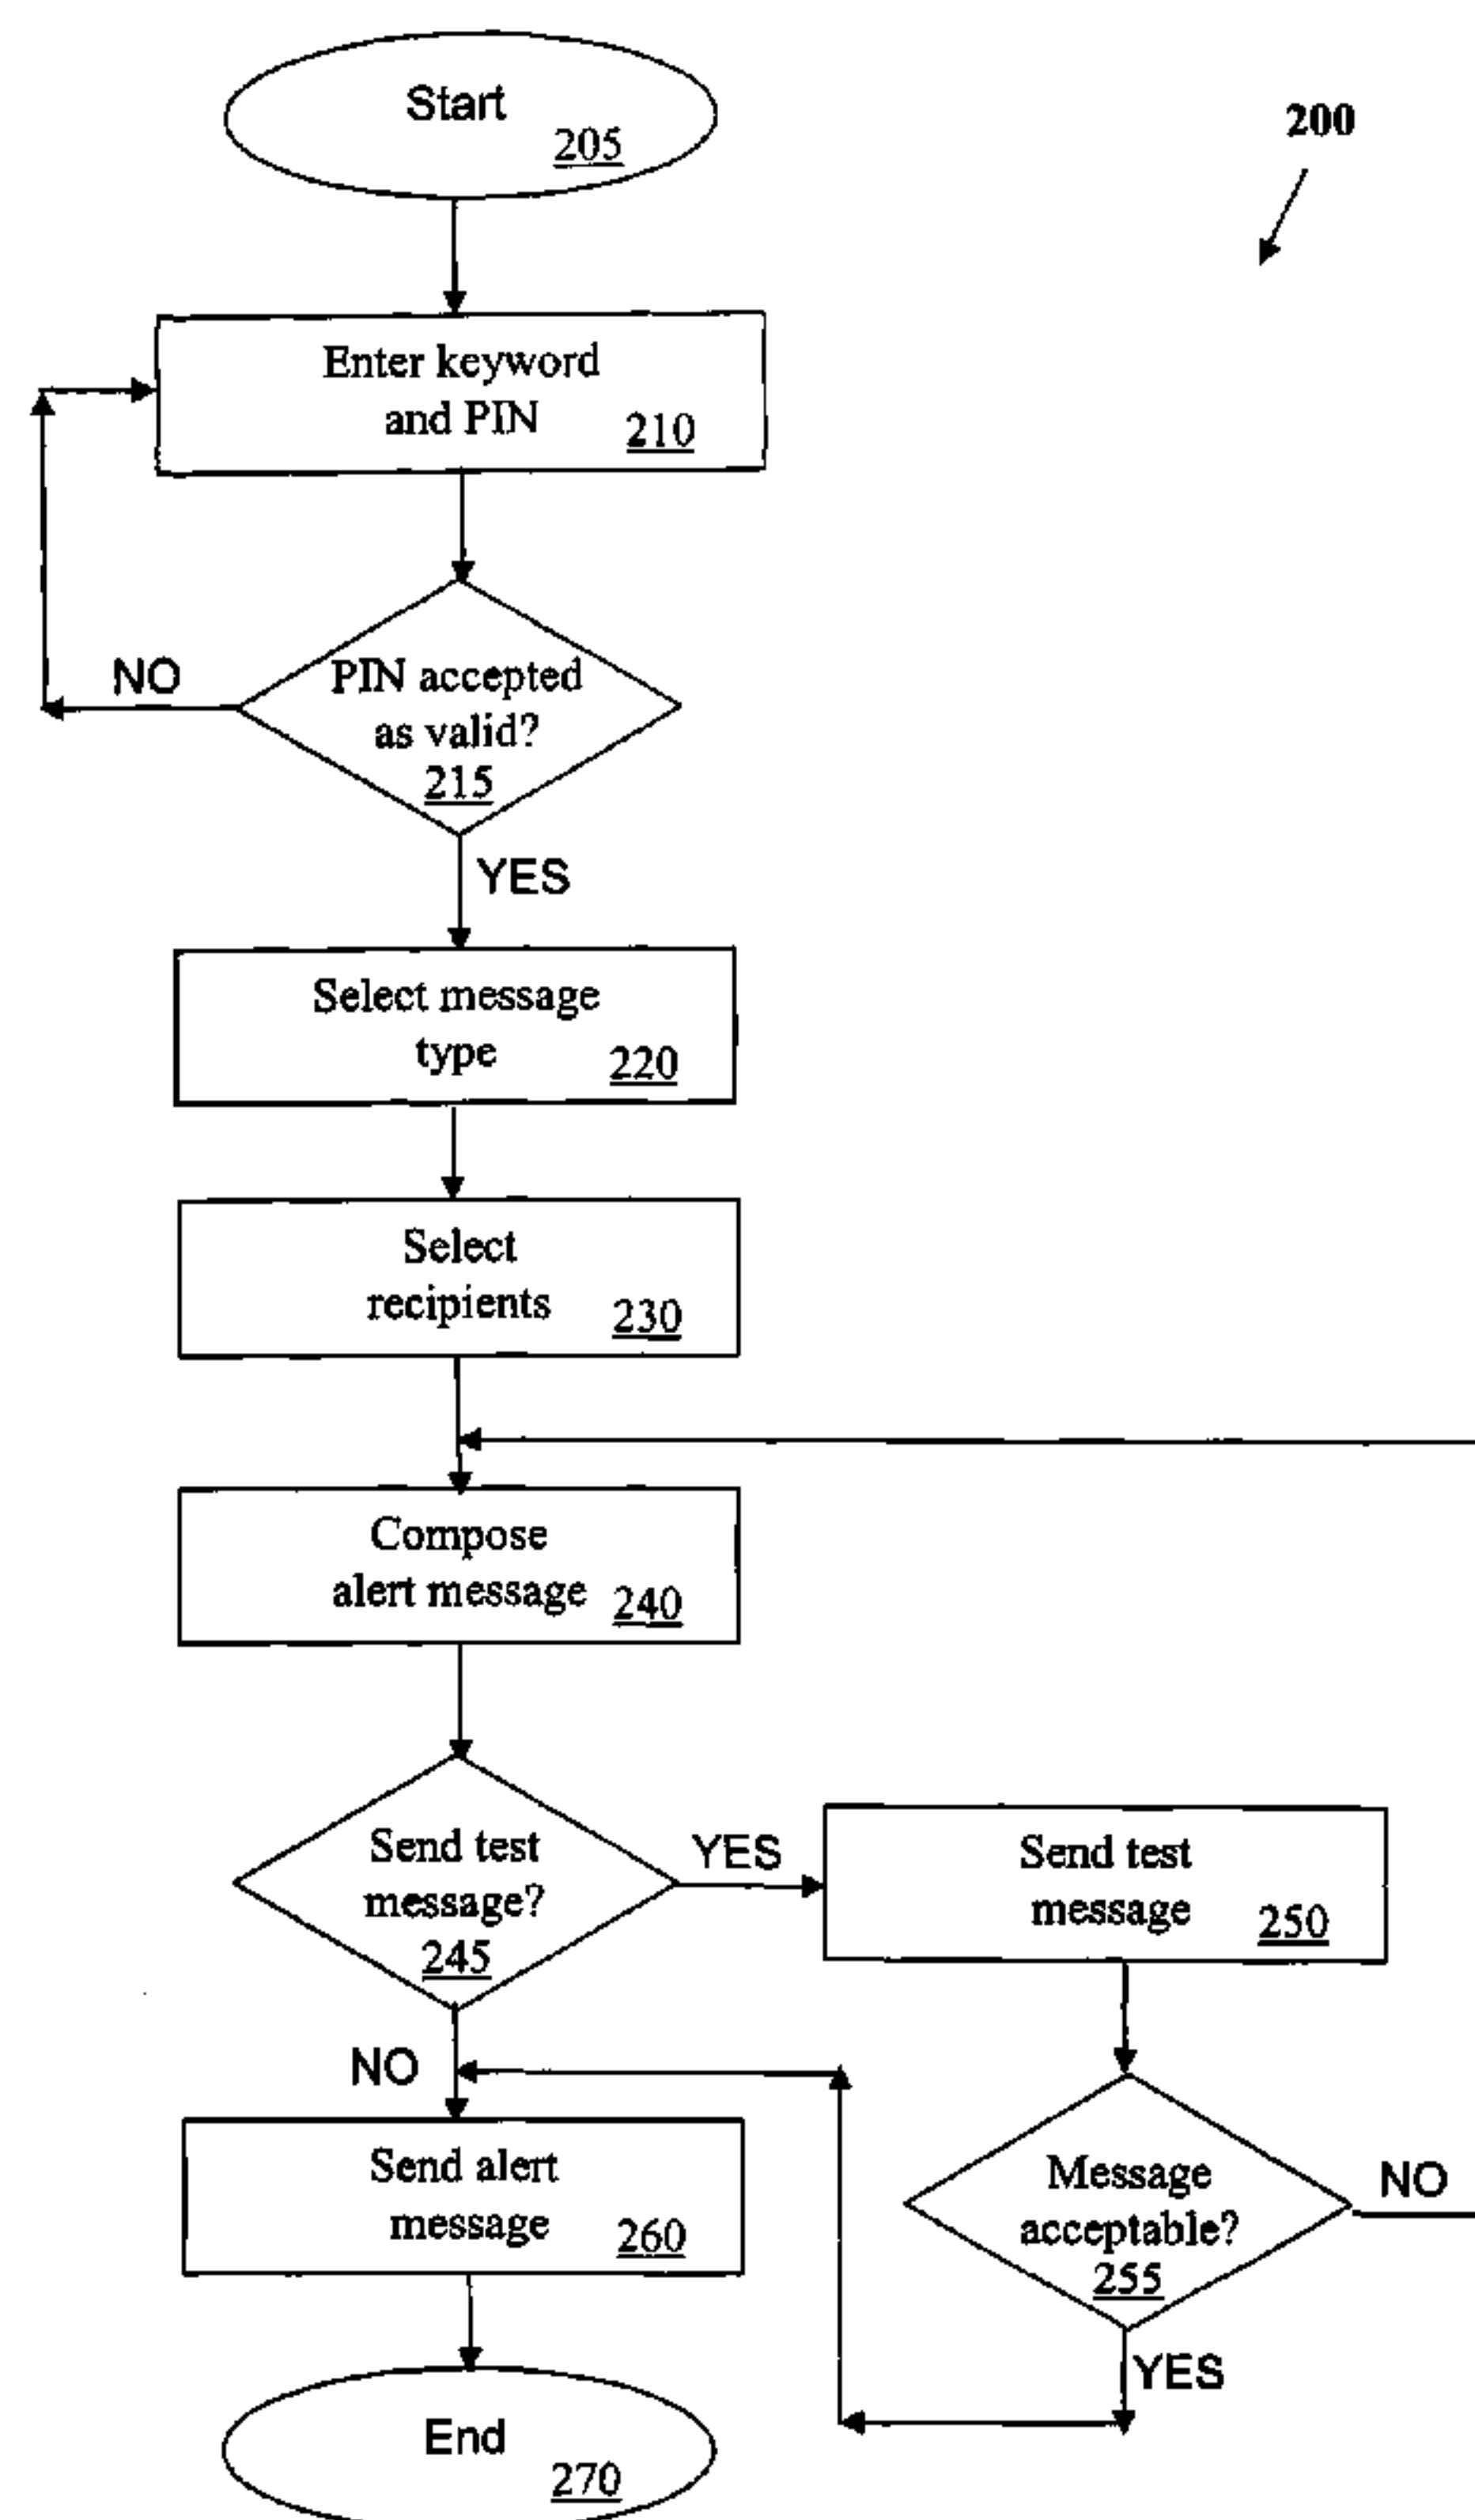 Start
205
200
Enter keyword
and PIN
210
NO
PIN accepted
as valid?
215
YES
Select message
type
220
Select
recipients
230
Compose
alert message
240
Send test
message?
245
YES
Send test
message
250
NO
Send alert
message
260
Message
acceptable?
255
NO
YES
End
270